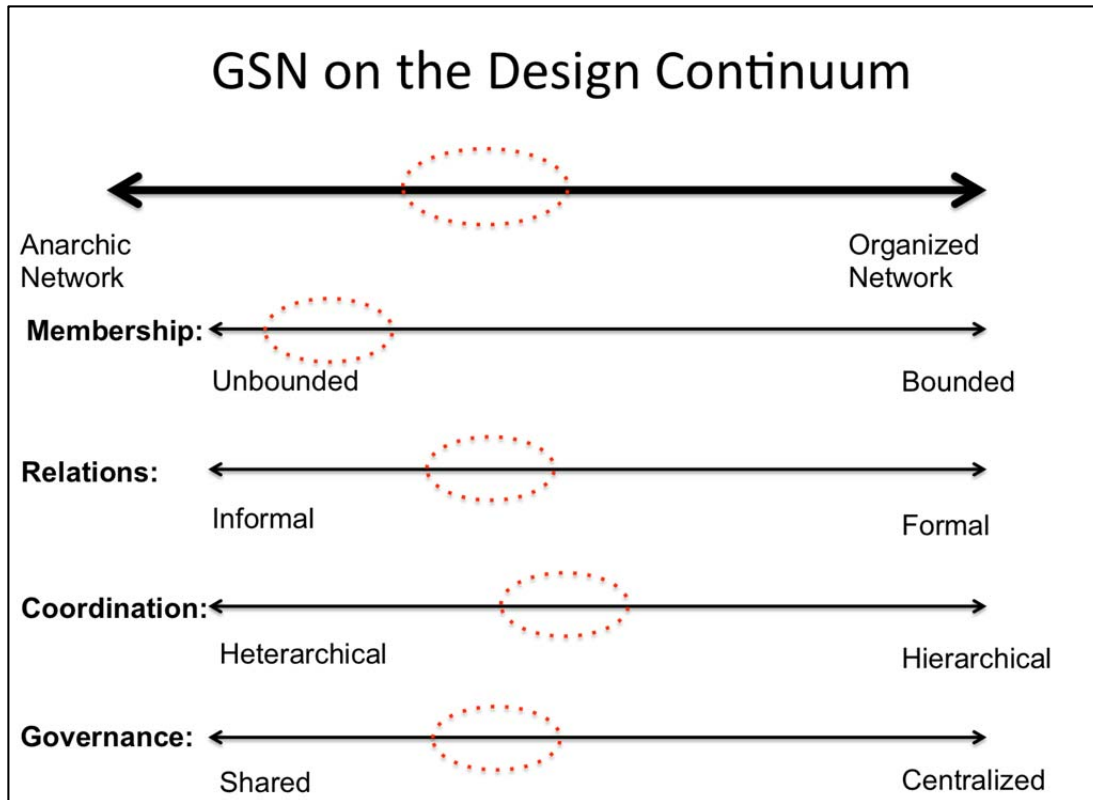 GSN on the Design Continuum
Anarchic
Network
Organized
Network
Membership:
Unbounded
Bounded
Relations:
Informal
Formal
Coordination:
Heterarchical
Hierarchical
Governance:
Shared
Centralized